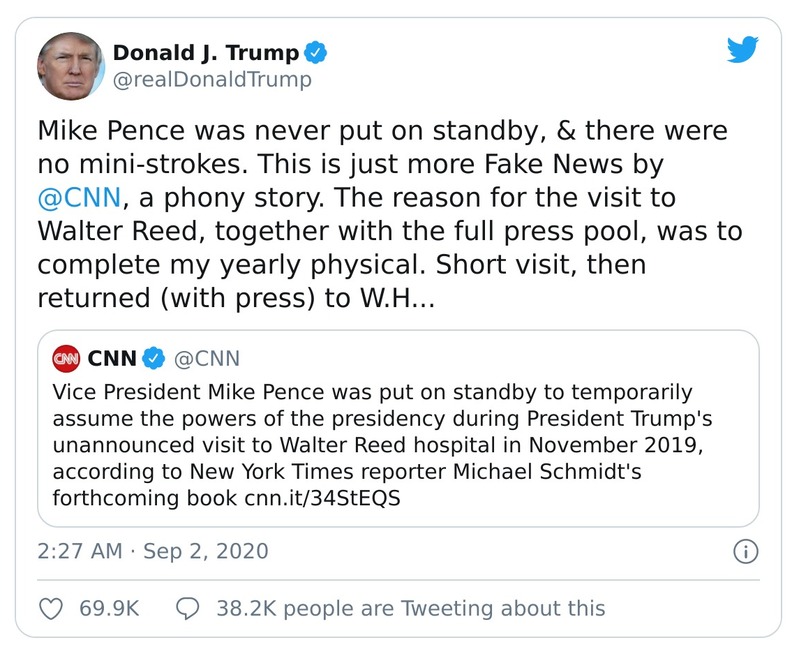 Donald J. Trump
@realDonaldTrump
Mike Pence was never put on standby, & there were
no mini-strokes. This is just more Fake News by
@CNN, a phony story. The reason for the visit to
Walter Reed, together with the full press pool, was to
complete my yearly physical. Short visit, then
returned (with press) to W.H...
CNN CNN @CNN
Vice President Mike Pence was put on standby to temporarily
assume the powers of the presidency during President Trump's
unannounced visit to Walter Reed hospital in November 2019,
according to New York Times reporter Michael Schmidt's
forthcoming book cnn.it/34StEQS
2:27 AM · Sep 2, 2020
69.9K 38.2K people are Tweeting about this